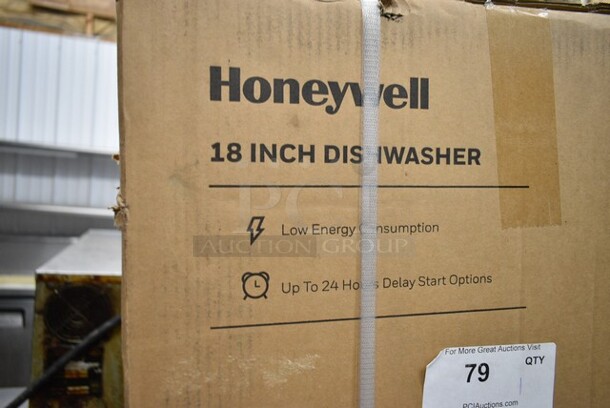 Honeywell
18 INCH DISHWASHER
Low Energy Consumption
Up To 24 Hours Delay Start Options
PCI
AUCTION GROUP
For More Great Auctions Visit
79 QTY
PCIAuctions.com